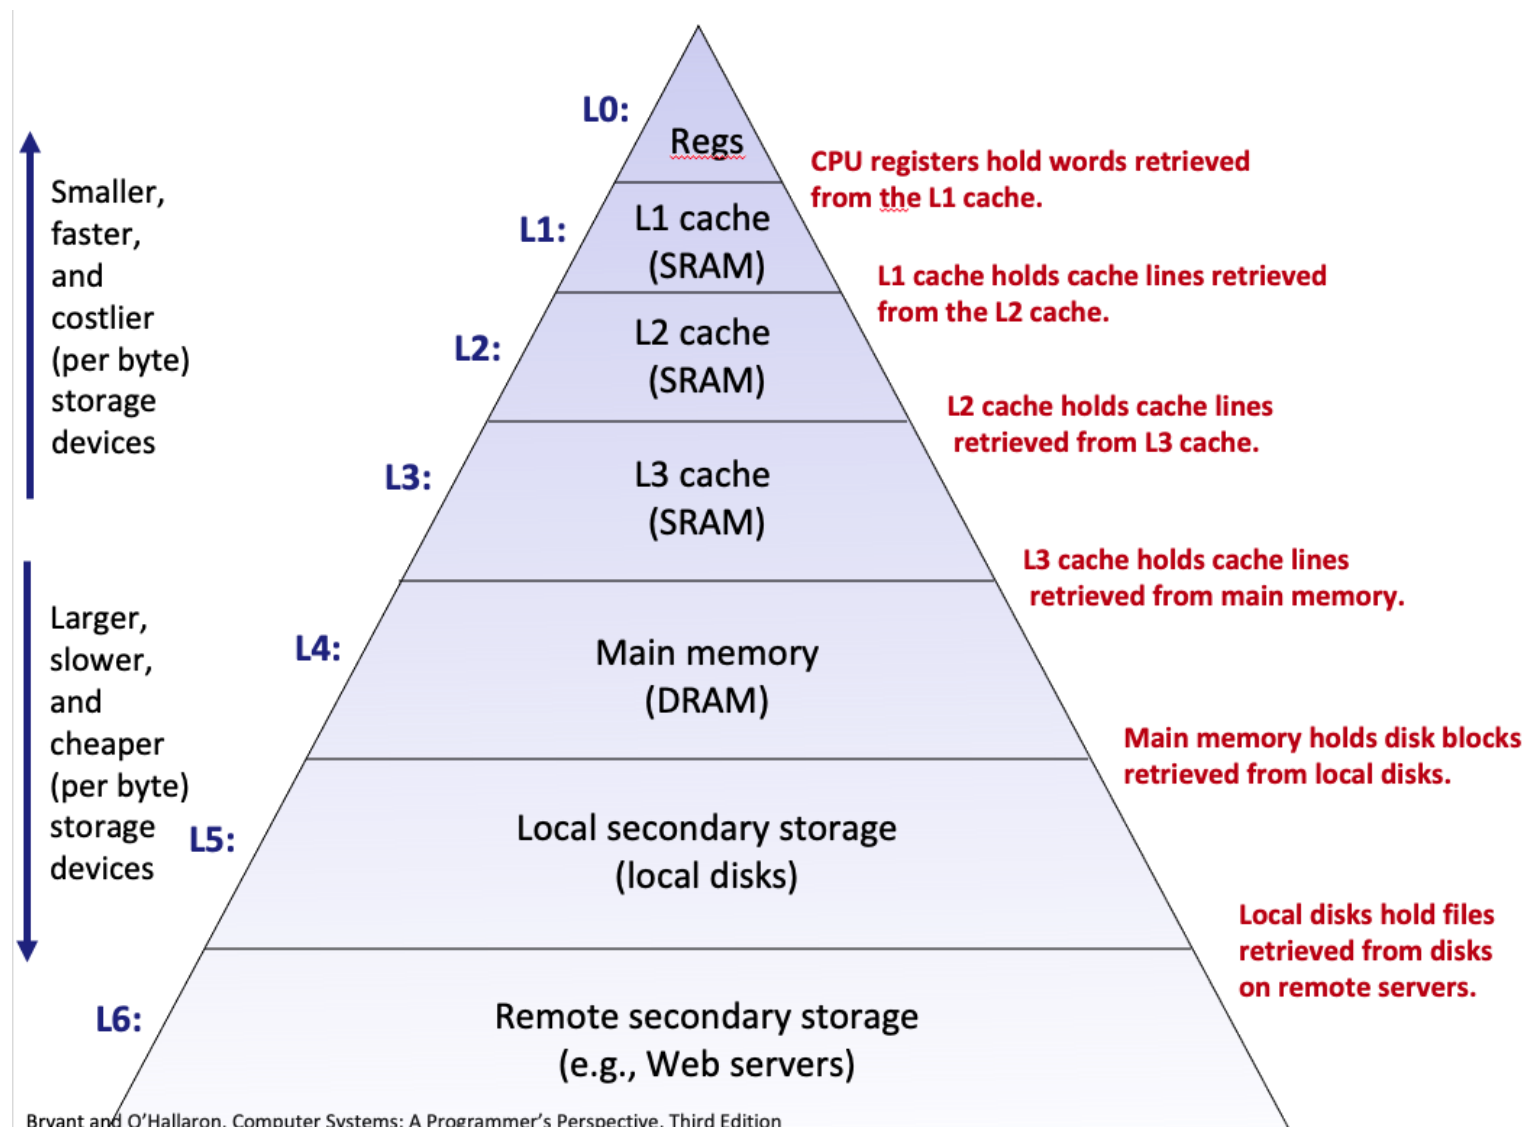 L0:
Regs
CPU registers hold words retrieved
from the L1 cache.
Smaller,
faster,
and
costlier
(per byte)
storage
devices
L1:
L1 cache
(SRAM)
L1 cache holds cache lines retrieved
from the L2 cache.
L2:
L2 cache
(SRAM)
L2 cache holds cache lines
retrieved from L3 cache.
L3:
L3 cache
(SRAM)
L3 cache holds cache lines
retrieved from main memory.
Larger,
slower,
and
cheaper
(per byte)
storage
devices
L4:
Main memory
(DRAM)
Main memory holds disk blocks
retrieved from local disks.
L5:
Local secondary storage
(local disks)
Local disks hold files
retrieved from disks
on remote servers.
L6:
Remote secondary storage
(e.g., Web servers)
Bryant and O'Hallaron, Computer Systems: A Programmer's Perspective, Third Edition